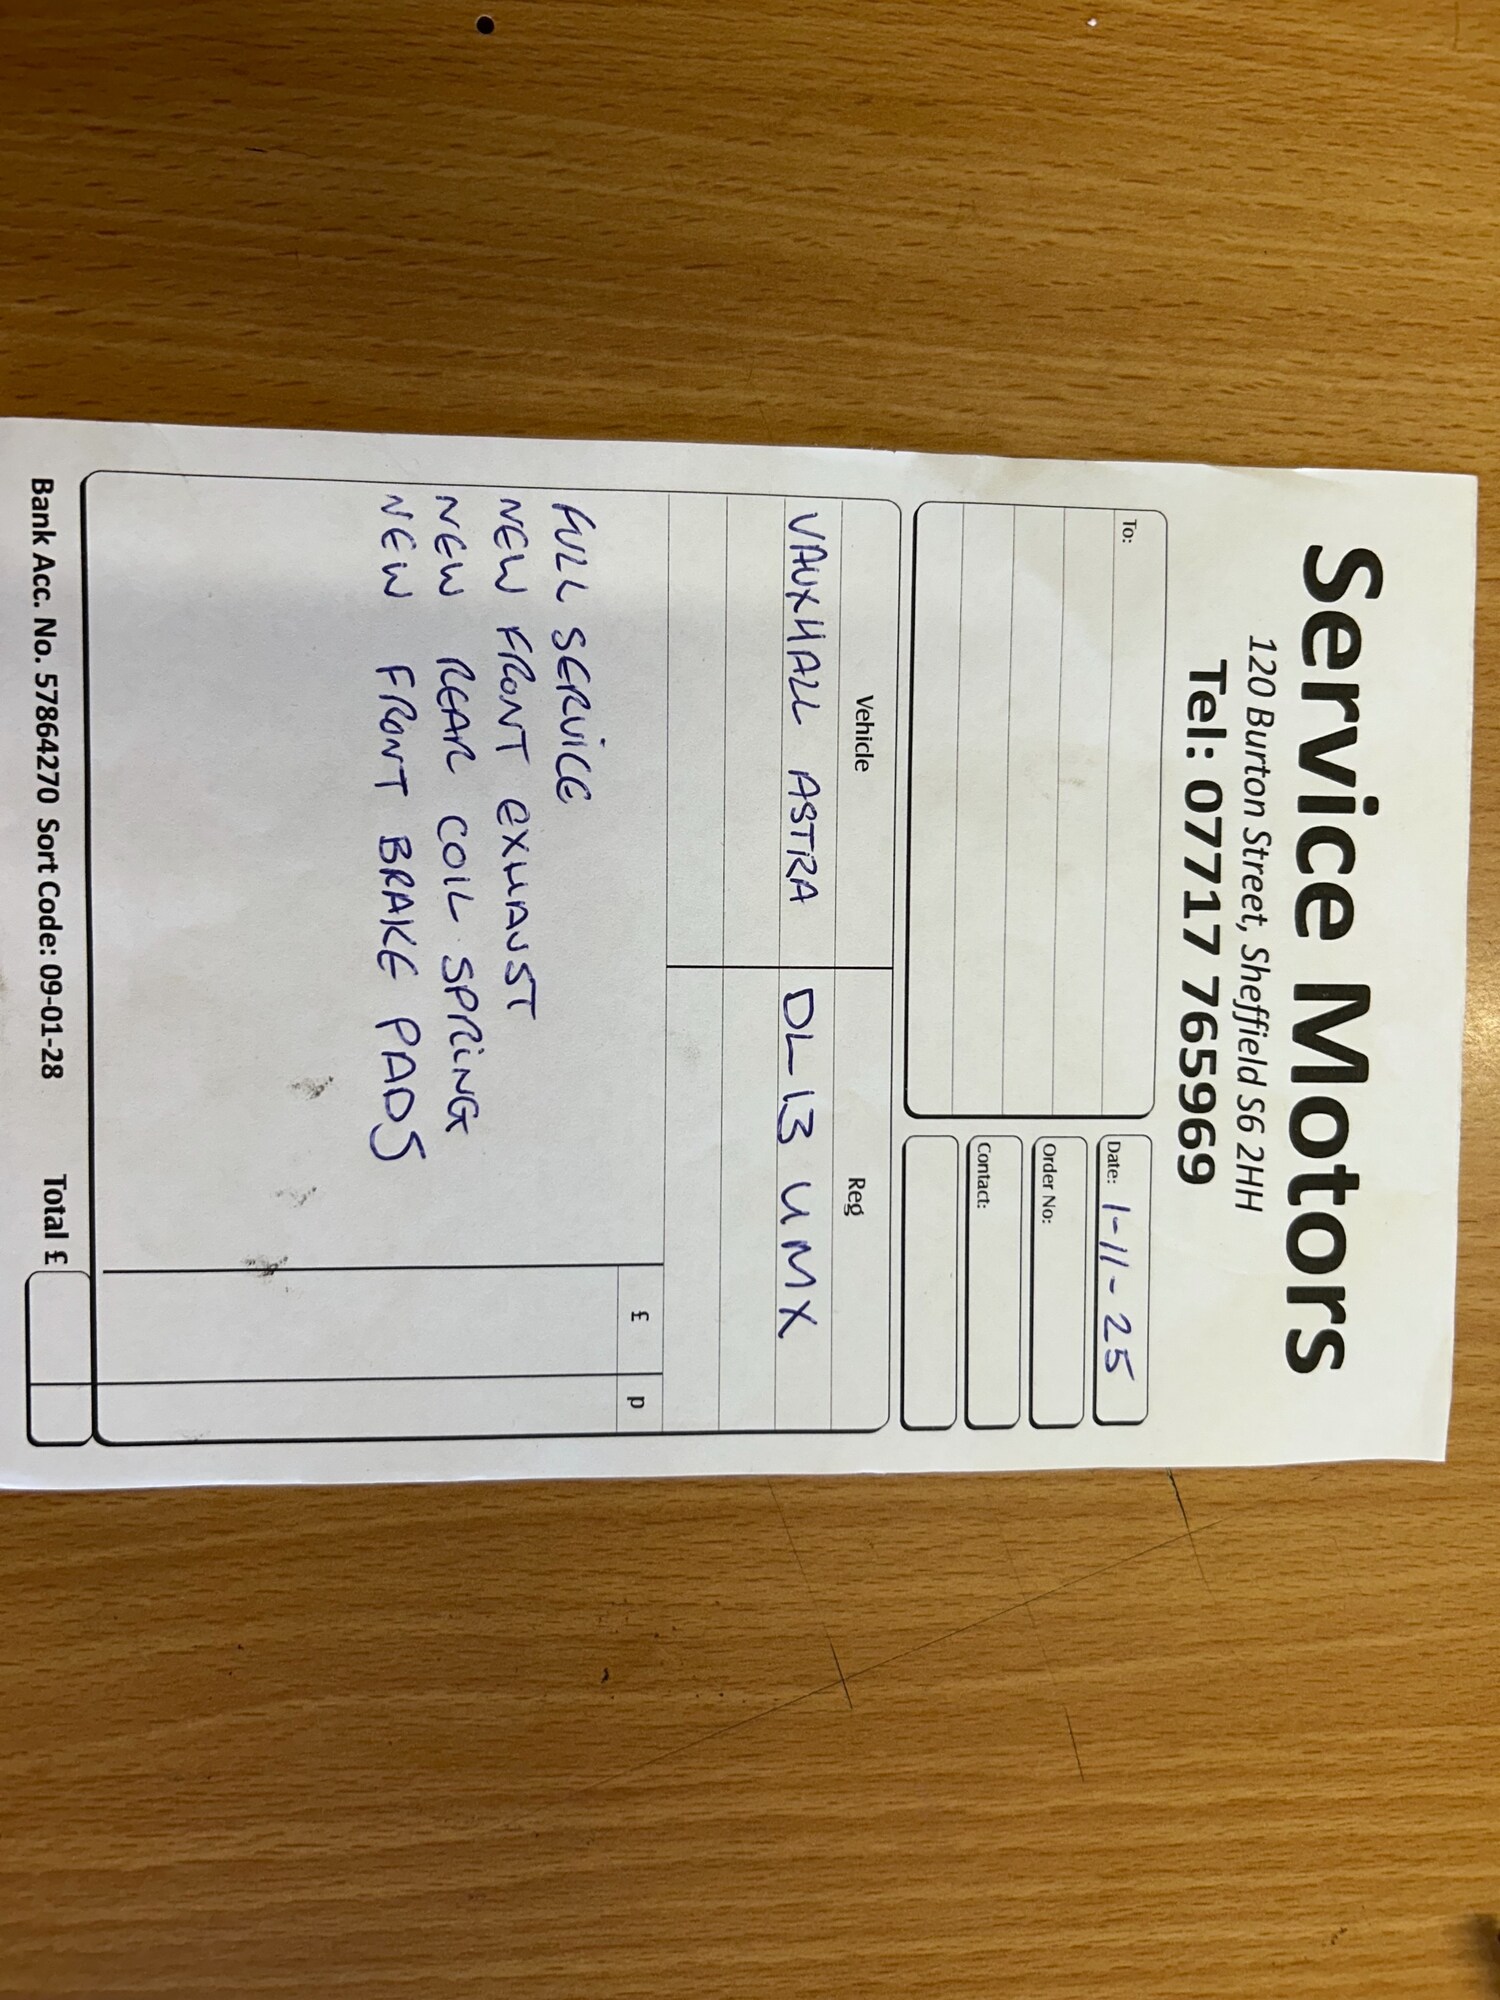 Service Motors
120 Burton Street, Sheffield S6 2HH
Tel: 07717 765969
To:
Date: 1-11-25
Order No:
Contact:
Vehicle Reg
VAUXHALL ASTRA DL13 UMX
£ p
FULL SERVICE
NEW FRONT EXHAUST
NEW REAR COIL SPRING
NEW FRONT BRAKE PADS
Bank Acc. No. 57864270 Sort Code: 09-01-28 Total £